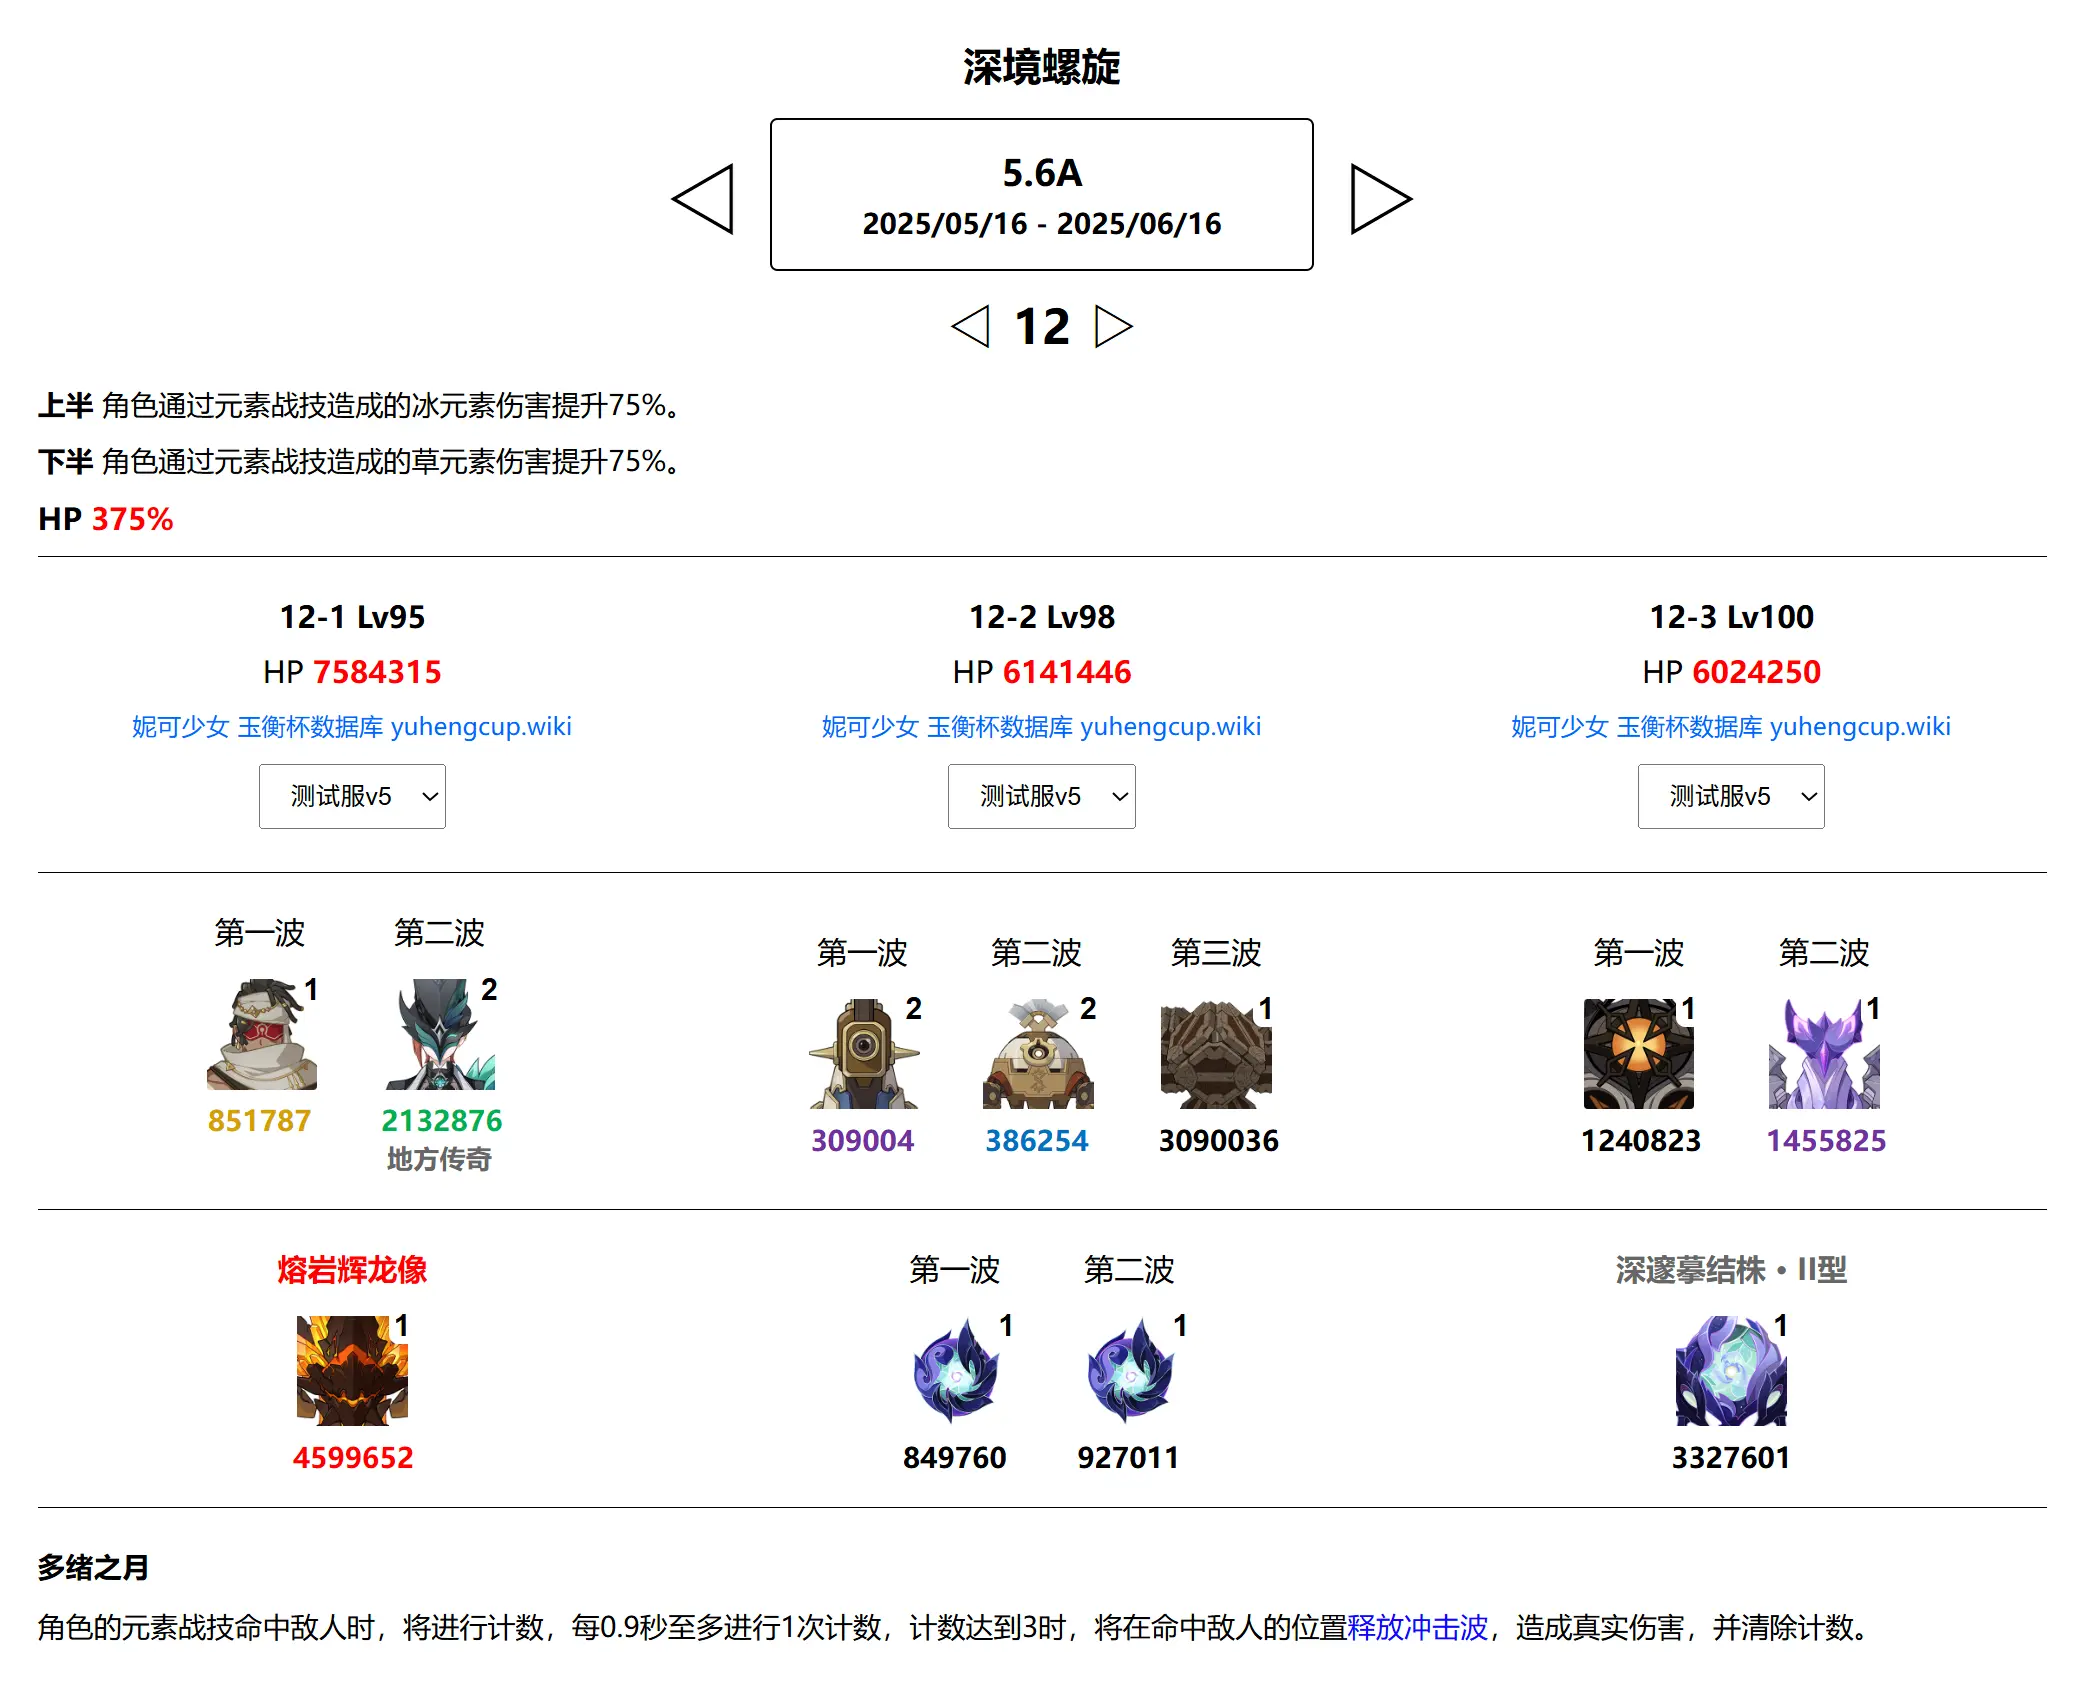 深境螺旋
5.6A
2025/05/16 - 2025/06/16
12
上半 角色通过元素战技造成的冰元素伤害提升75%。
下半 角色通过元素战技造成的草元素伤害提升75%。
HP 375%
12-1 Lv95
HP 7584315
妮可少女 玉衡杯数据库 yuhengcup.wiki
测试服v5
12-2 Lv98
HP 6141446
妮可少女 玉衡杯数据库 yuhengcup.wiki
测试服v5
12-3 Lv100
HP 6024250
妮可少女 玉衡杯数据库 yuhengcup.wiki
测试服v5
第一波 第二波
1 2
851787 2132876
地方传奇
第一波 第二波 第三波
2 2 1
309004 386254 3090036
第一波 第二波
1 1
1240823 1455825
熔岩辉龙像
1
4599652
第一波 第二波
1 1
849760 927011
深邃摹结株・II型
1
3327601
多绪之月
角色的元素战技命中敌人时，将进行计数，每0.9秒至多进行1次计数，计数达到3时，将在命中敌人的位置释放冲击波，造成真实伤害，并清除计数。